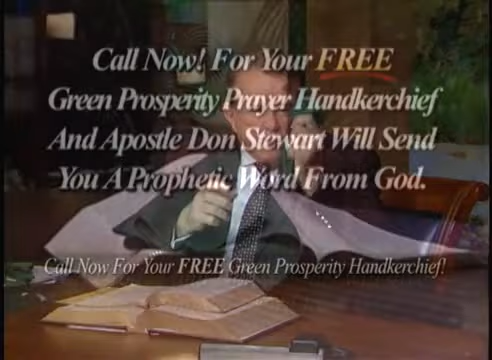 Call Now! For Your FREE
Green Prosperity Prayer Handkerchief
And Apostle Don Stewart Will Send
You A Prophetic Word From God.
Call Now For Your FREE Green Prosperity Handkerchief!